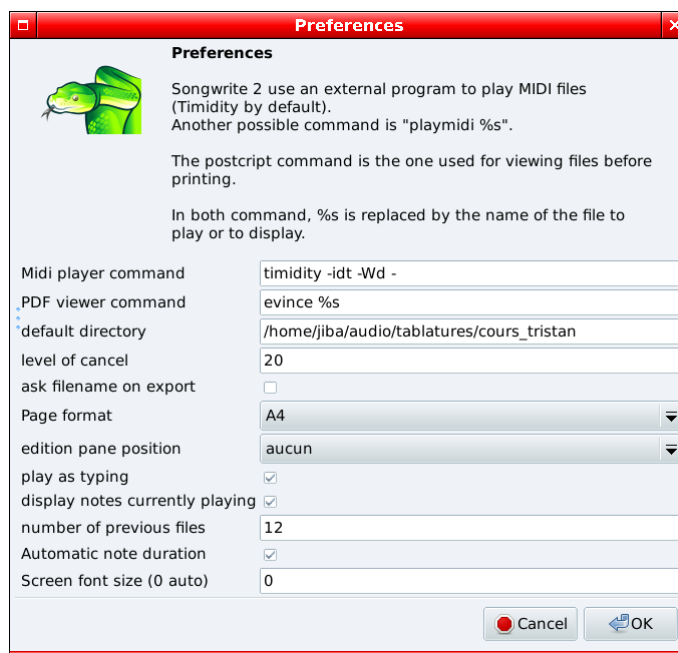 Preferences
Preferences
Songwrite 2 use an external program to play MIDI files
(Timidity by default).
Another possible command is "playmidi %s".
The postcript command is the one used for viewing files before
printing.
In both command, %s is replaced by the name of the file to
play or to display.
Midi player command timidity -idt -Wd -
PDF viewer command evince %s
default directory /home/jiba/audio/tablatures/cours_tristan
level of cancel 20
ask filename on export
Page format A4
edition pane position aucun
play as typing
display notes currently playing
number of previous files 12
Automatic note duration
Screen font size (0 auto) 0
Cancel OK